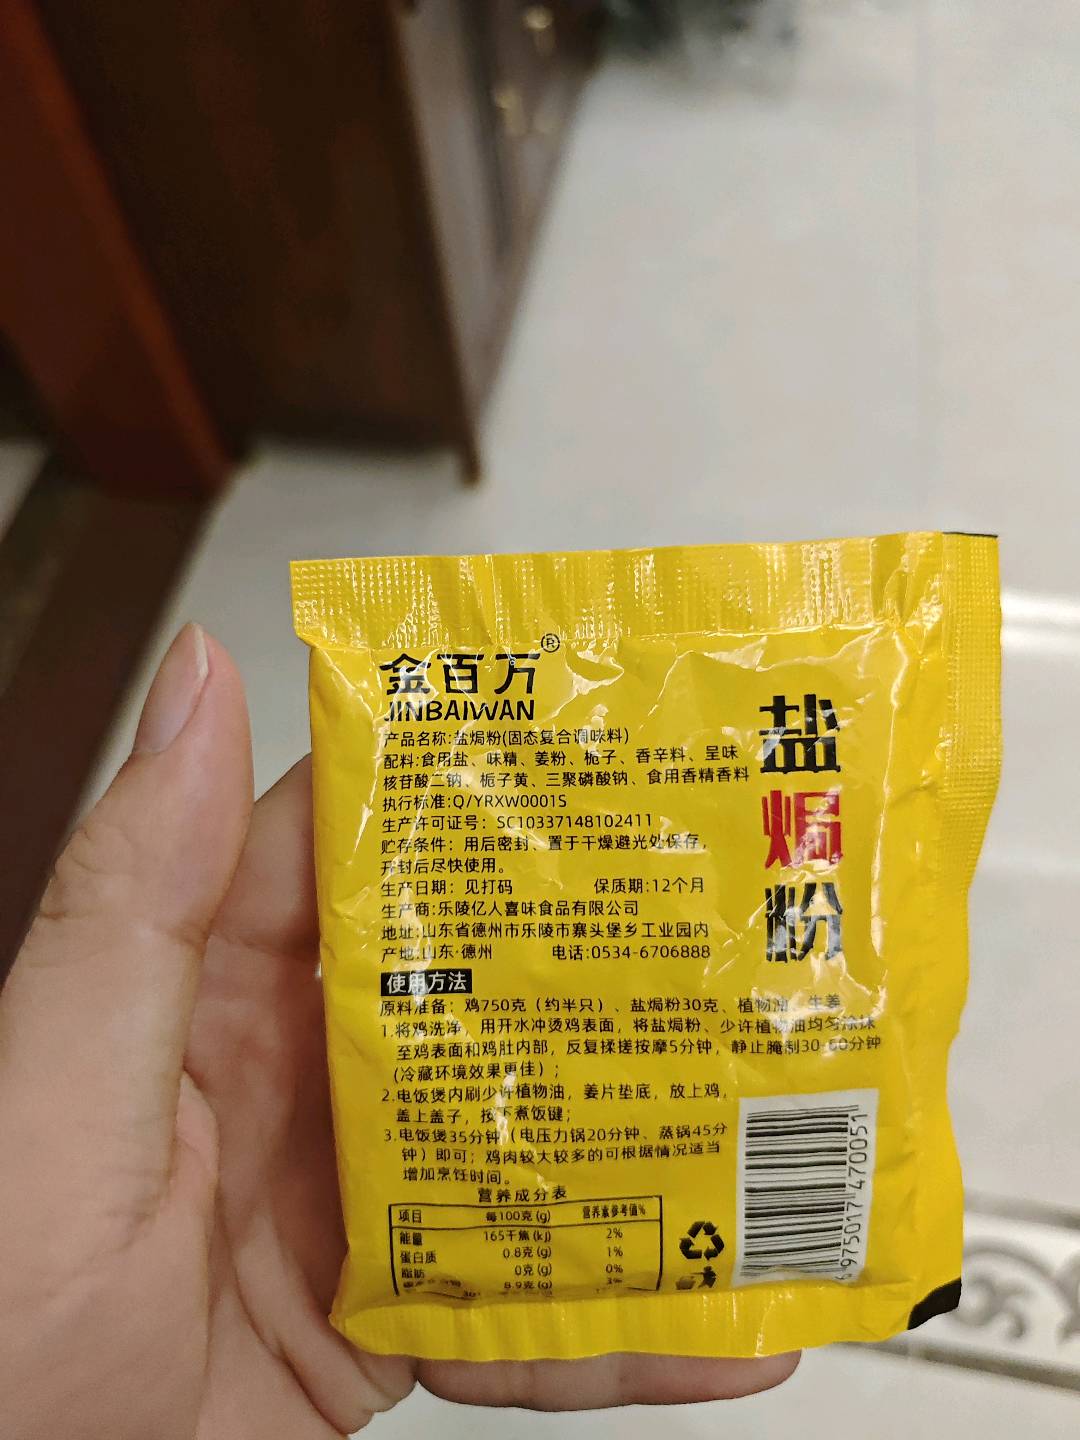 金百万®
JINBAIWAN
盐焗粉
产品名称:盐焗粉(固态复合调味料)
配料:食用盐、味精、姜粉、栀子、香辛料、呈味
核苷酸二钠、栀子黄、三聚磷酸钠、食用香精香料
执行标准:Q/YRXW0001S
生产许可证号：SC10337148102411
贮存条件：用后密封、置于干燥避光处保存，
开封后尽快使用。
生产日期：见打码 保质期:12个月
生产商:乐陵亿人喜味食品有限公司
地址:山东省德州市乐陵市寨头堡乡工业园内
产地:山东·德州 电话:0534-6706888
使用方法
原料准备：鸡750克（约半只）、盐焗粉30克、植物油、生姜
1.将鸡洗净，用开水冲烫鸡表面，将盐焗粉、少许植物油均匀涂抹
至鸡表面和鸡肚内部，反复揉搓按摩5分钟，静止腌制30-60分钟
(冷藏环境效果更佳)；
2.电饭煲内刷少许植物油，姜片垫底，放上鸡，
盖上盖子，按下煮饭键；
3.电饭煲35分钟（电压力锅20分钟、蒸锅45分
钟）即可；鸡肉较大较多的可根据情况适当
增加烹饪时间。
营养成分表
项目 每100克(g) 营养素参考值%
能量 165千焦(kj) 2%
蛋白质 0.8克(g) 1%
脂肪 0克(g) 0%
8.9克(g) 3%
6 975017 470051